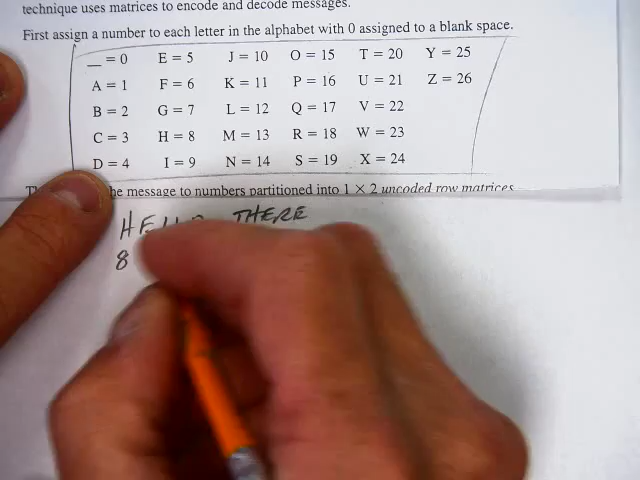 technique uses matrices to encode and decode messages.
First assign a number to each letter in the alphabet with 0 assigned to a blank space.
_ = 0 E = 5 J = 10 O = 15 T = 20 Y = 25
A = 1 F = 6 K = 11 P = 16 U = 21 Z = 26
B = 2 G = 7 L = 12 Q = 17 V = 22
C = 3 H = 8 M = 13 R = 18 W = 23
D = 4 I = 9 N = 14 S = 19 X = 24
message to numbers partitioned into 1 × 2 uncoded row matrices
THERE
8